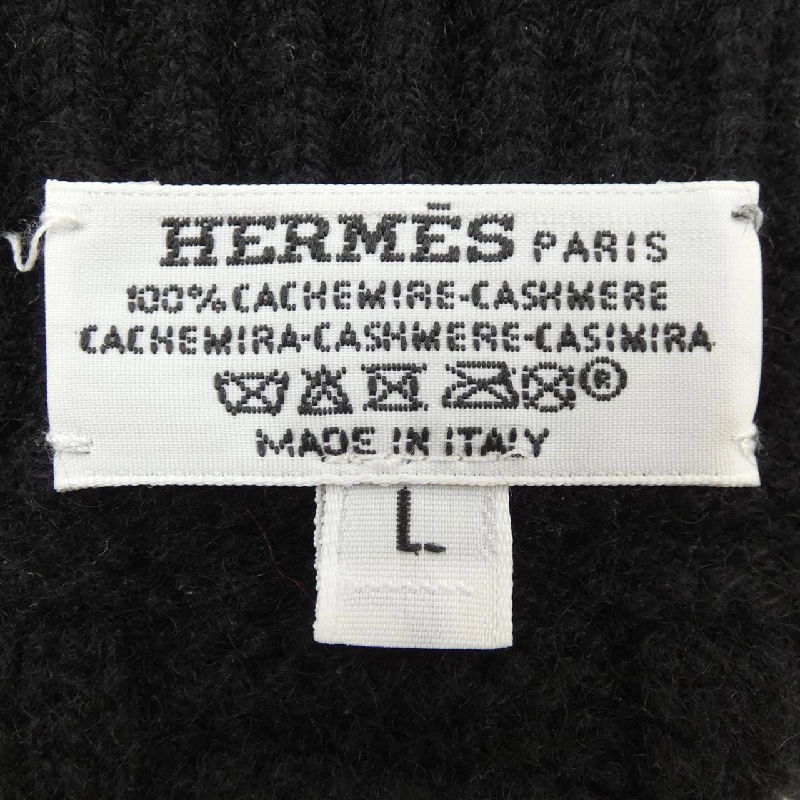 HERMÈS PARIS
100% CACHEMIRE-CASHMERE
CACHEMIRA-CASHMERE-CASIMIRA
®
MADE IN ITALY
L